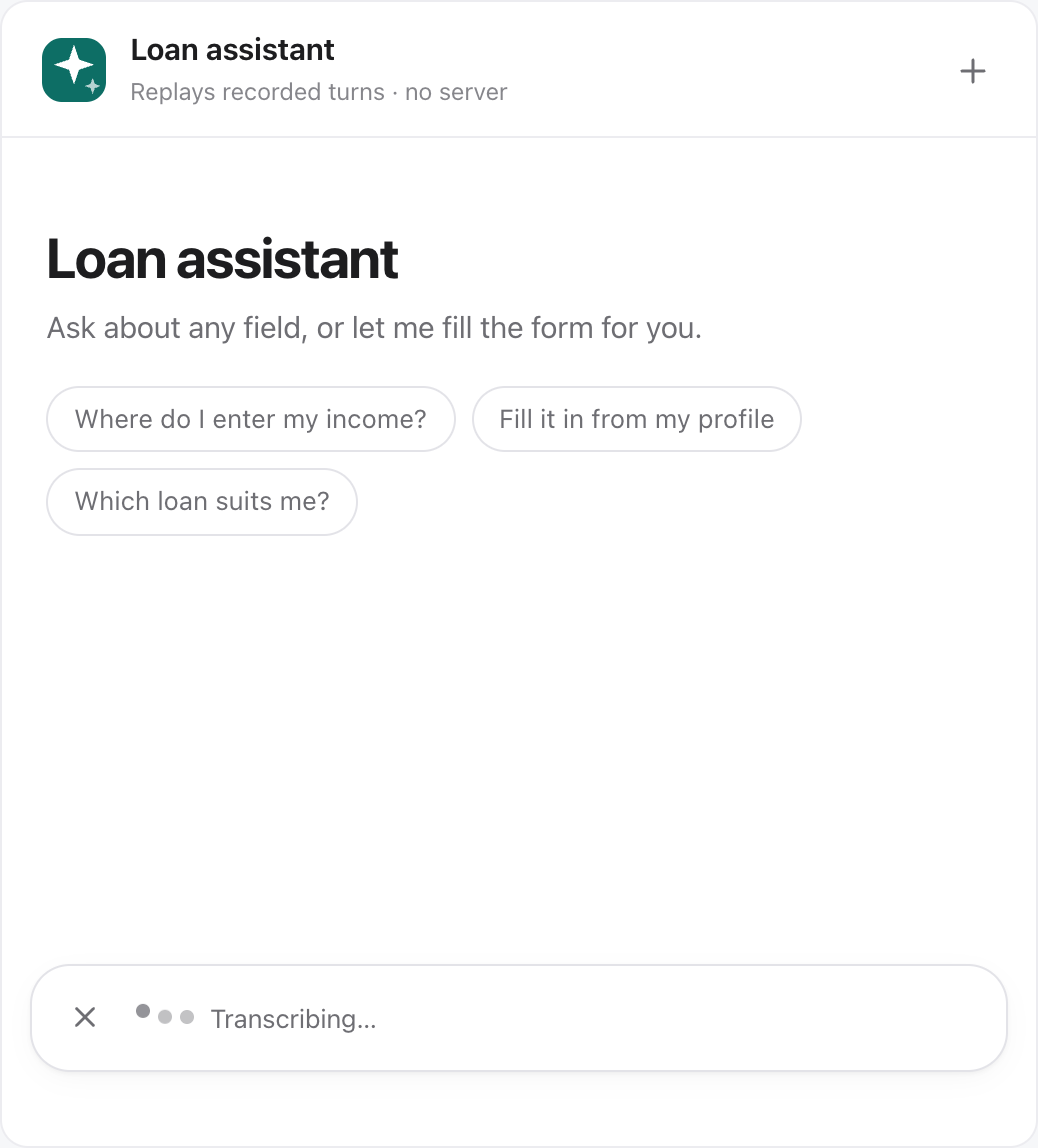 Loan assistant
Replays recorded turns · no server
Loan assistant
Ask about any field, or let me fill the form for you.
Where do I enter my income?
Fill it in from my profile
Which loan suits me?
Transcribing...